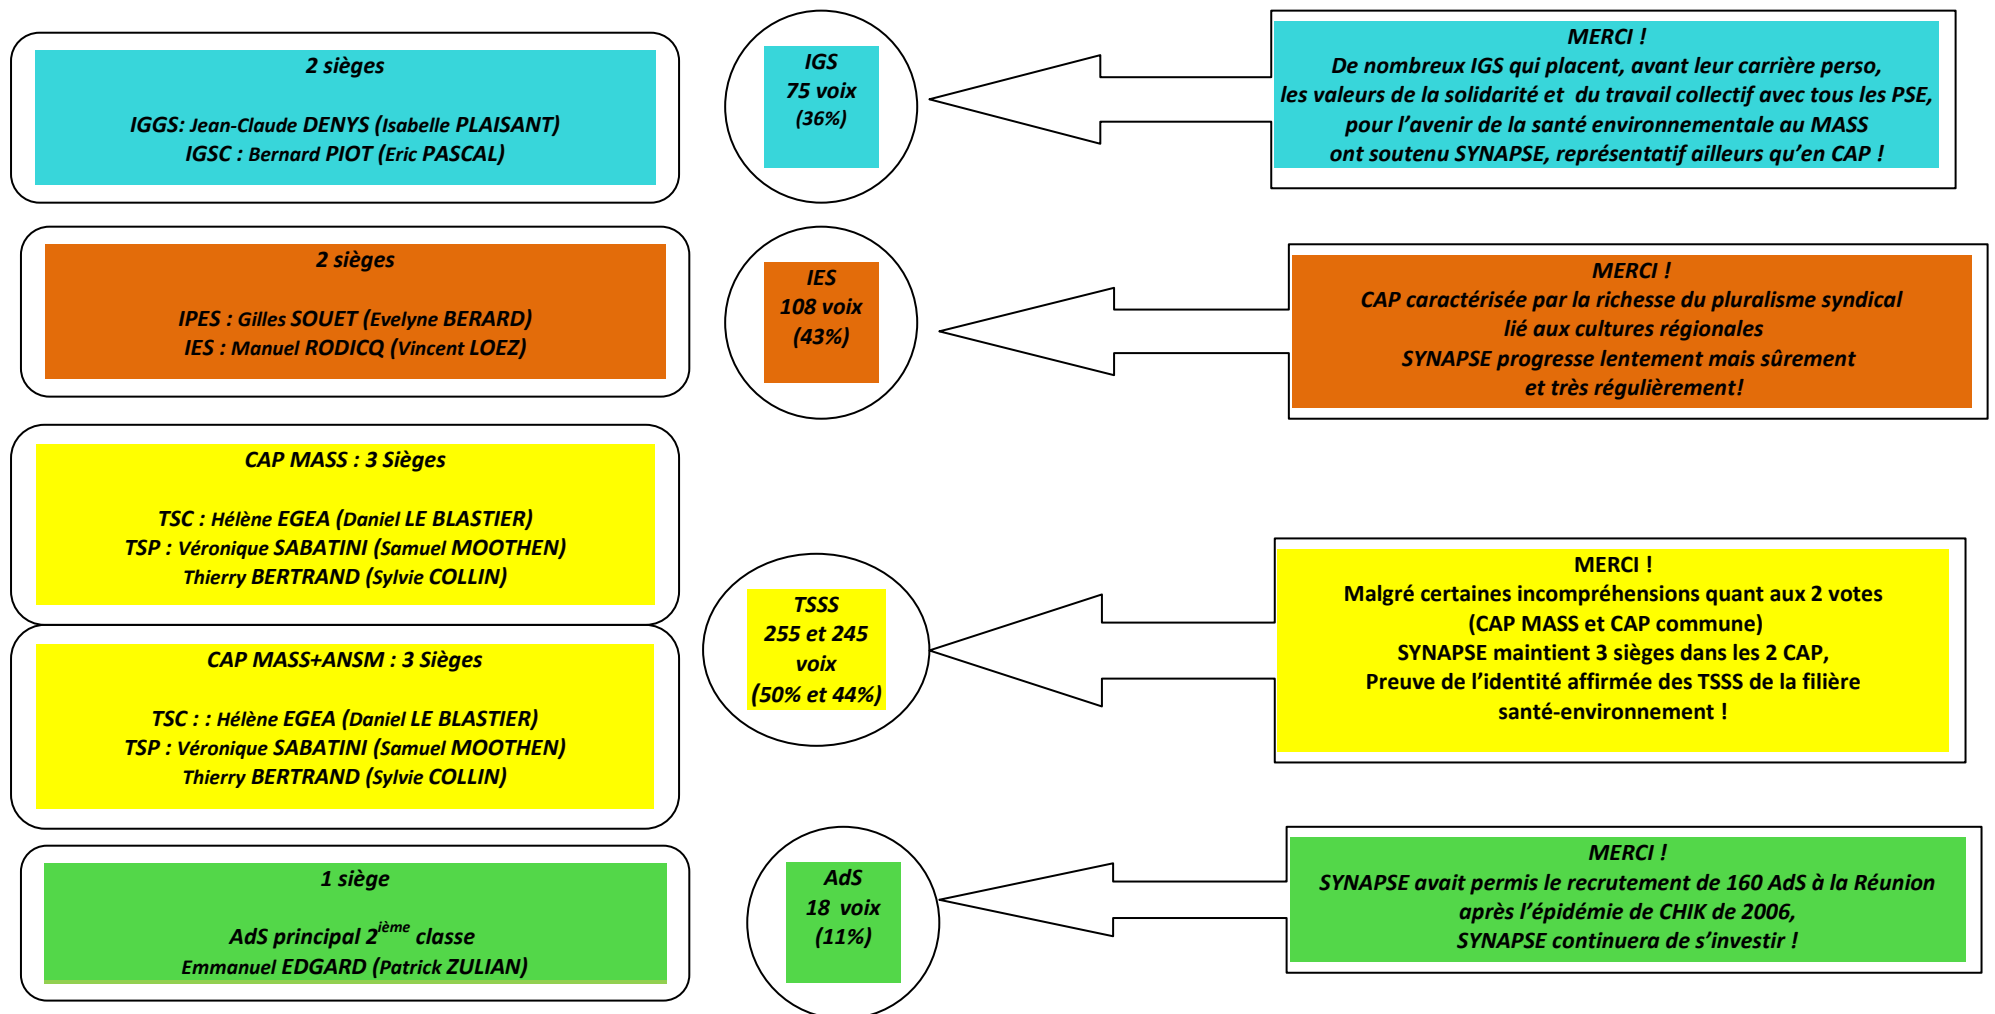 2 sièges
IGGS: Jean-Claude DENYS (Isabelle PLAISANT)
IGSC : Bernard PIOT (Eric PASCAL)
IGS
75 voix
(36%)
MERCI !
De nombreux IGS qui placent, avant leur carrière perso,
les valeurs de la solidarité et du travail collectif avec tous les PSE,
pour l'avenir de la santé environnementale au MASS
ont soutenu SYNAPSE, représentatif ailleurs qu'en CAP !
2 sièges
IPES : Gilles SOUET (Evelyne BERARD)
IES : Manuel RODICQ (Vincent LOEZ)
IES
108 voix
(43%)
MERCI !
CAP caractérisée par la richesse du pluralisme syndical
lié aux cultures régionales
SYNAPSE progresse lentement mais sûrement
et très régulièrement!
CAP MASS : 3 Sièges
TSC : Hélène EGEA (Daniel LE BLASTIER)
TSP : Véronique SABATINI (Samuel MOOTHEN)
Thierry BERTRAND (Sylvie COLLIN)
CAP MASS+ANSM : 3 Sièges
TSC : : Hélène EGEA (Daniel LE BLASTIER)
TSP : Véronique SABATINI (Samuel MOOTHEN)
Thierry BERTRAND (Sylvie COLLIN)
TSSS
255 et 245
voix
(50% et 44%)
MERCI !
Malgré certaines incompréhensions quant aux 2 votes
(CAP MASS et CAP commune)
SYNAPSE maintient 3 sièges dans les 2 CAP,
Preuve de l'identité affirmée des TSSS de la filière
santé-environnement !
1 siège
AdS principal 2ième classe
Emmanuel EDGARD (Patrick ZULIAN)
AdS
18 voix
(11%)
MERCI !
SYNAPSE avait permis le recrutement de 160 AdS à la Réunion
après l'épidémie de CHIK de 2006,
SYNAPSE continuera de s'investir !